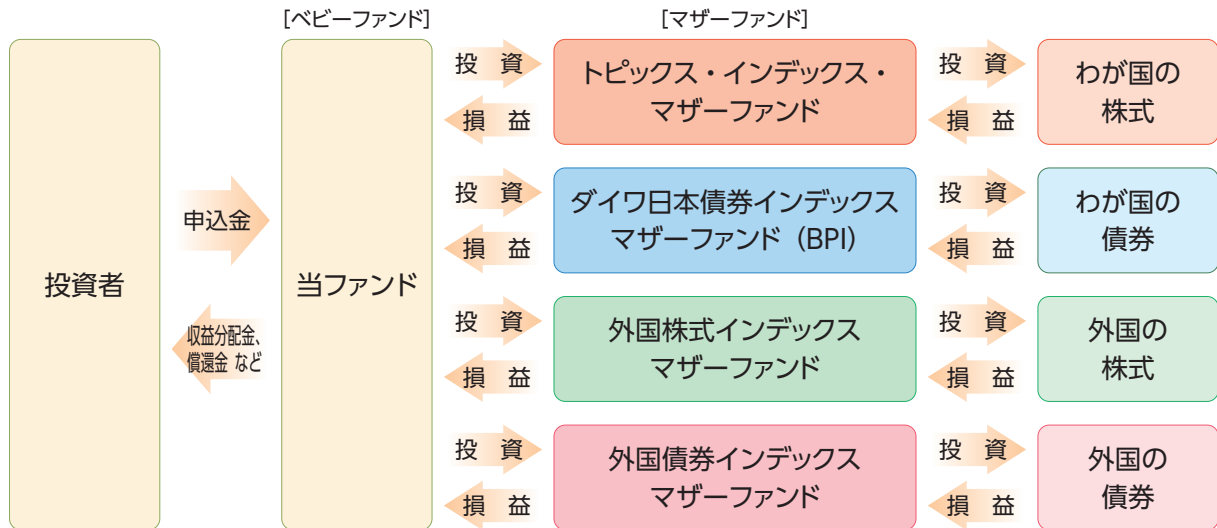 [ベビーファンド]
[マザーファンド]
投資者
申込金
収益分配金、
償還金 など
当ファンド
投 資
損 益
トピックス・インデックス・
マザーファンド
投 資
損 益
わが国の
株式
投 資
損 益
ダイワ日本債券インデックス
マザーファンド（BPI）
投 資
損 益
わが国の
債券
投 資
損 益
外国株式インデックス
マザーファンド
投 資
損 益
外国の
株式
投 資
損 益
外国債券インデックス
マザーファンド
投 資
損 益
外国の
債券